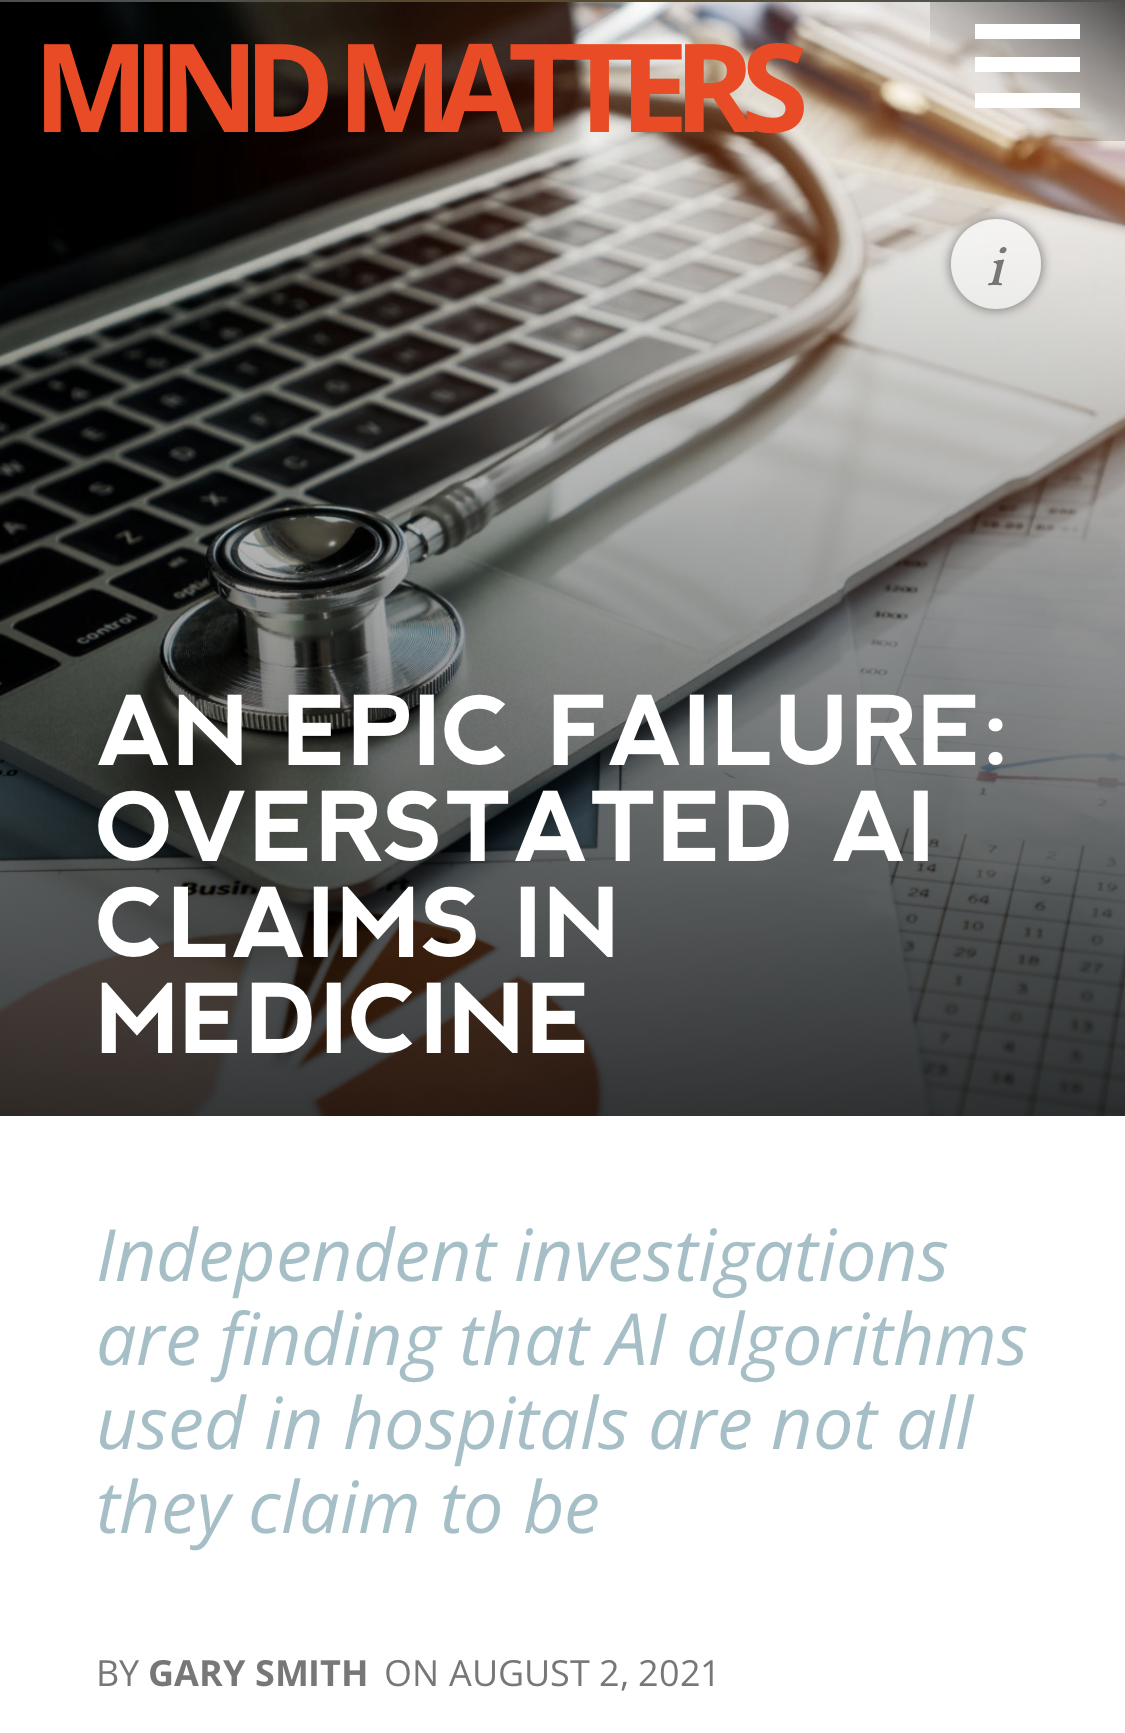 MIND MATTERS
i
control
AN EPIC FAILURE:
OVERSTATED AI
CLAIMS IN
MEDICINE
Independent investigations
are finding that AI algorithms
used in hospitals are not all
they claim to be
BY GARY SMITH ON AUGUST 2, 2021